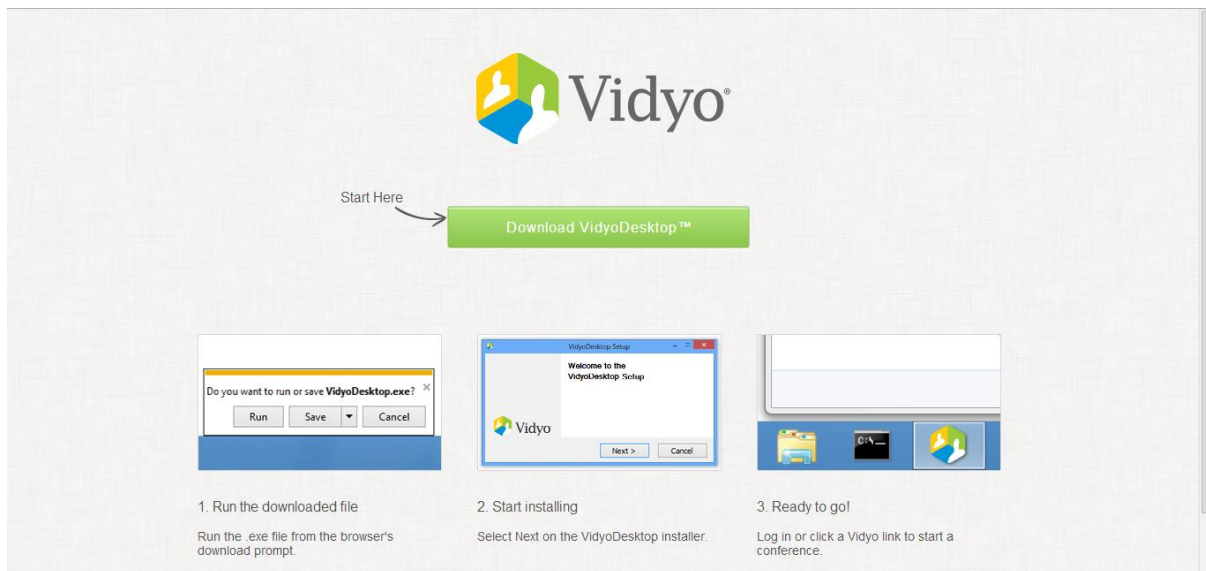 Vidyo®
Start Here
Download VidyoDesktop™
Do you want to run or save VidyoDesktop.exe?
Run Save Cancel
VidyoDesktop Setup
Welcome to the
VidyoDesktop Setup
Vidyo
Next > Cancel
C:\_
1. Run the downloaded file
Run the .exe file from the browser's
download prompt.
2. Start installing
Select Next on the VidyoDesktop installer.
3. Ready to go!
Log in or click a Vidyo link to start a
conference.